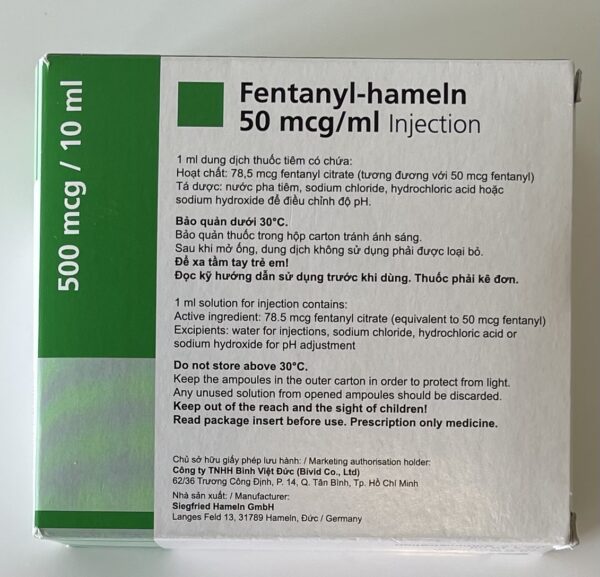 500 mcg / 10 ml
Fentanyl-hameln
50 mcg/ml Injection
1 ml dung dịch thuốc tiêm có chứa:
Hoạt chất: 78,5 mcg fentanyl citrate (tương đương với 50 mcg fentanyl)
Tá dược: nước pha tiêm, sodium chloride, hydrochloric acid hoặc
sodium hydroxide để điều chỉnh độ pH.
Bảo quản dưới 30°C.
Bảo quản thuốc trong hộp carton tránh ánh sáng.
Sau khi mở ống, dung dịch không sử dụng phải được loại bỏ.
Để xa tầm tay trẻ em!
Đọc kỹ hướng dẫn sử dụng trước khi dùng. Thuốc phải kê đơn.
1 ml solution for injection contains:
Active ingredient: 78.5 mcg fentanyl citrate (equivalent to 50 mcg fentanyl)
Excipients: water for injections, sodium chloride, hydrochloric acid or
sodium hydroxide for pH adjustment
Do not store above 30°C.
Keep the ampoules in the outer carton in order to protect from light.
Any unused solution from opened ampoules should be discarded.
Keep out of the reach and the sight of children!
Read package insert before use. Prescription only medicine.
Chủ sở hữu giấy phép lưu hành: / Marketing authorisation holder:
Công ty TNHH Bình Việt Đức (Bivid Co., Ltd)
62/36 Trương Công Định, P. 14, Q. Tân Bình, Tp. Hồ Chí Minh
Nhà sản xuất: / Manufacturer:
Siegfried Hameln GmbH
Langes Feld 13, 31789 Hameln, Đức / Germany